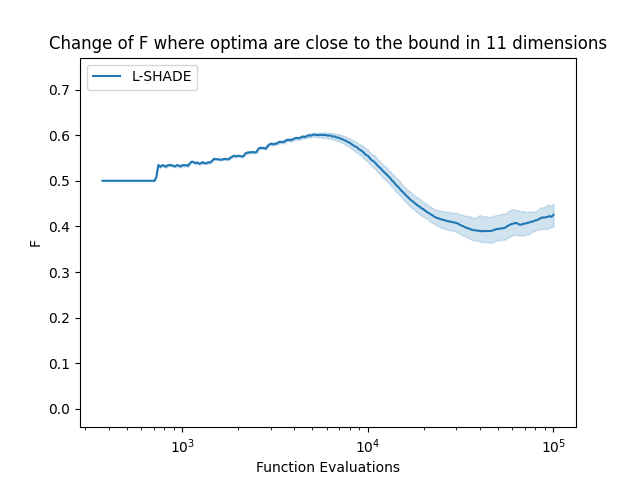 Change of F where optima are close to the bound in 11 dimensions
L-SHADE
0.7
0.6
0.5
0.4
0.3
0.2
0.1
0.0
F
10³ 10⁴ 10⁵
Function Evaluations